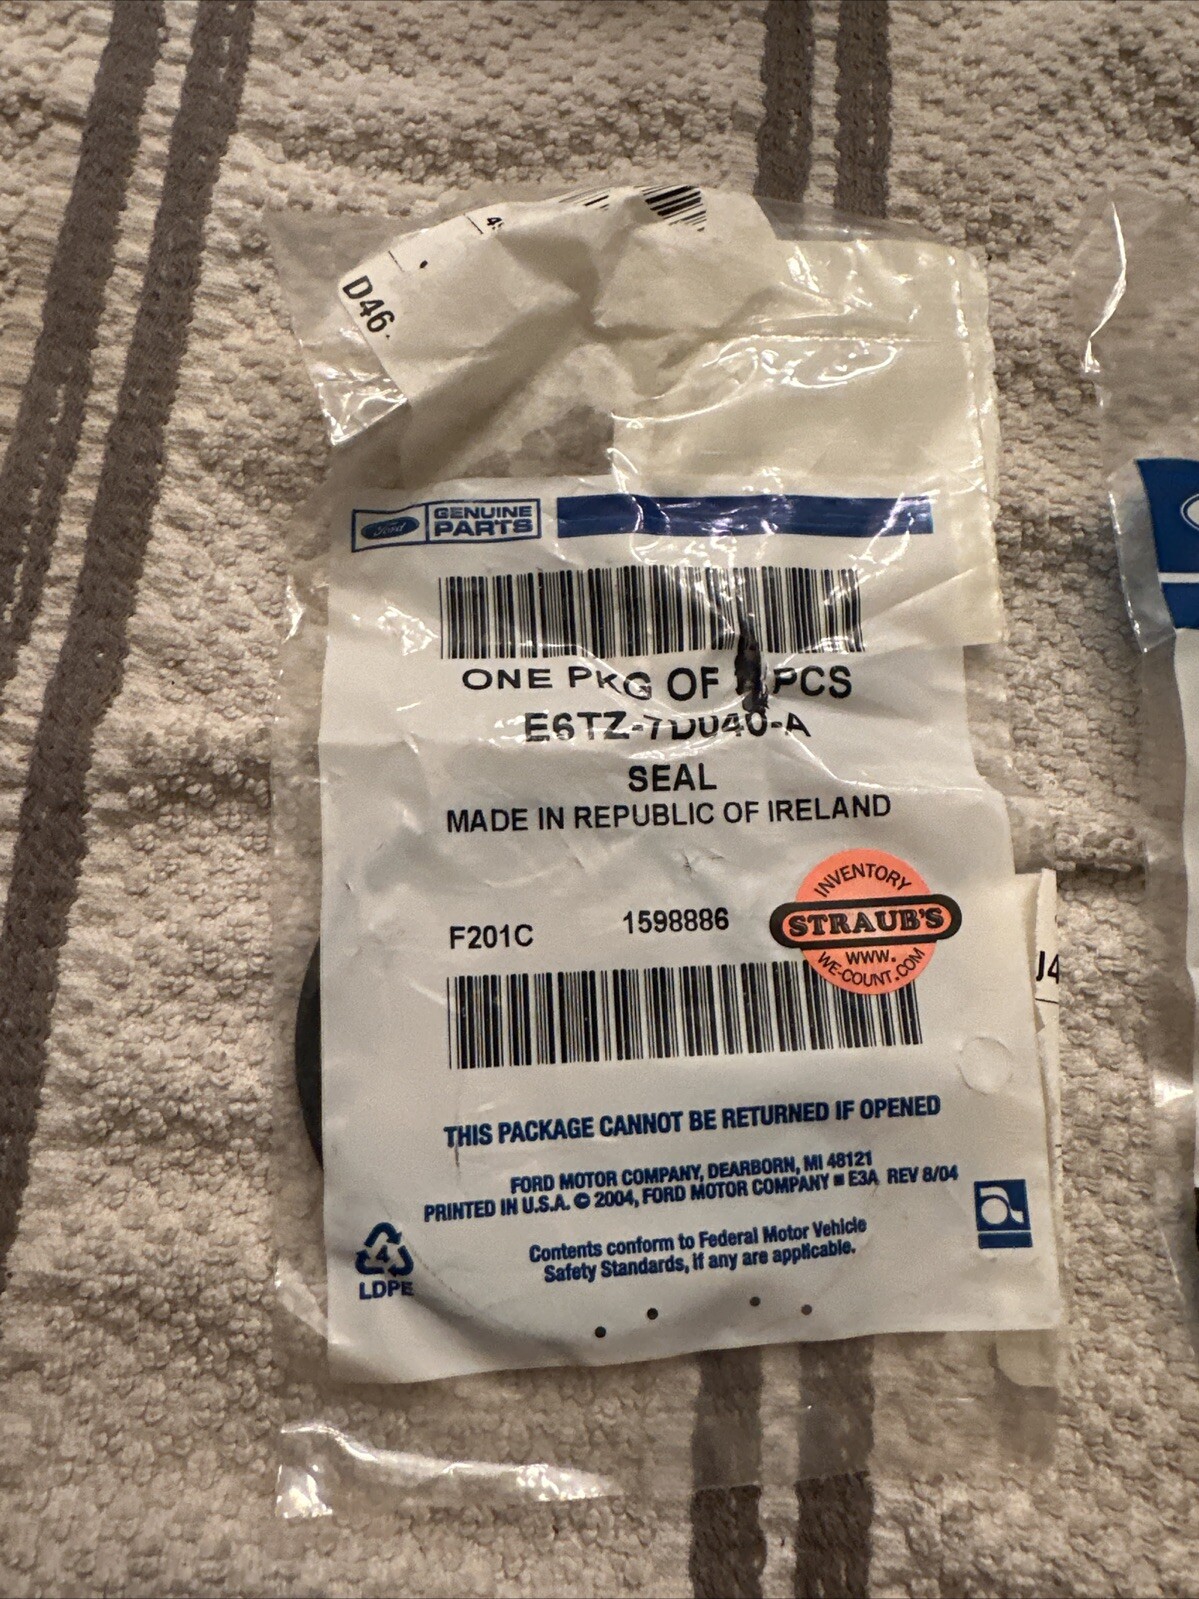 D46
Ford GENUINE
PARTS
ONE PKG OF PCS
E6TZ-7D040-A
SEAL
MADE IN REPUBLIC OF IRELAND
F201C 1598886
INVENTORY
STRAUB'S
WWW.
WE-COUNT.COM
J4
THIS PACKAGE CANNOT BE RETURNED IF OPENED
FORD MOTOR COMPANY, DEARBORN, MI 48121
PRINTED IN U.S.A. © 2004, FORD MOTOR COMPANY ■ E3A REV 8/04
Contents conform to Federal Motor Vehicle
Safety Standards, if any are applicable.
4
LDPE
a